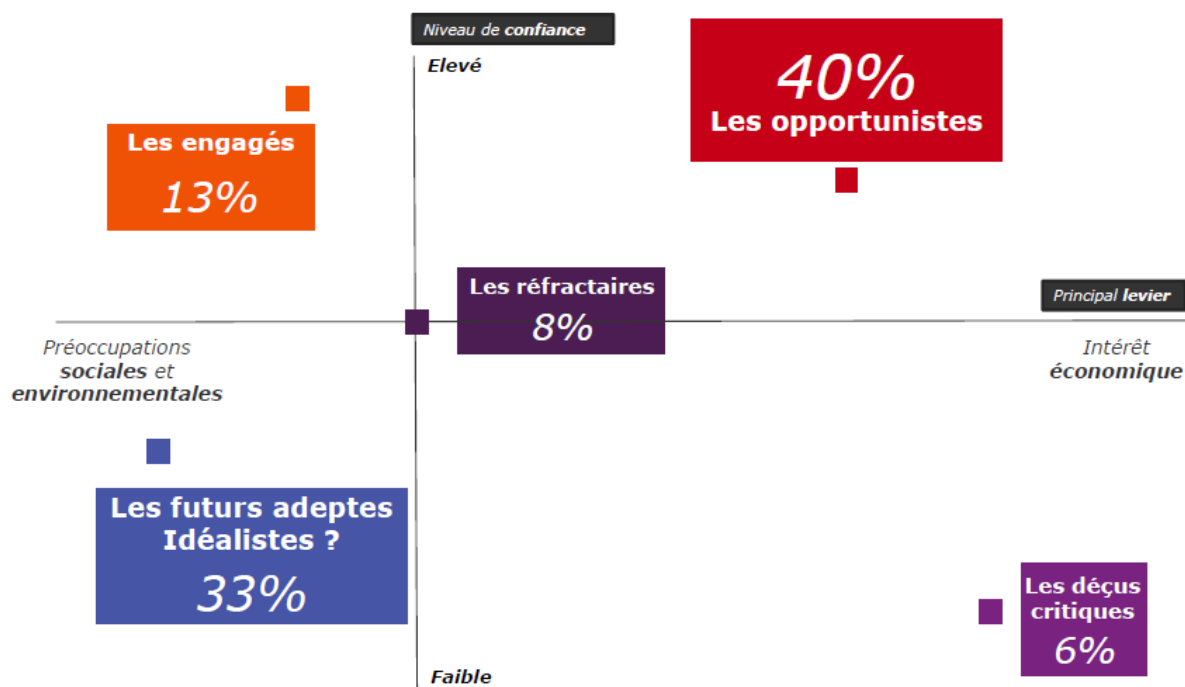 Niveau de confiance
Elevé
40%
Les opportunistes
Les engagés
13%
Les réfractaires
8%
Principal levier
Préoccupations
sociales et
environnementales
Intérêt
économique
Les futurs adeptes
Idéalistes ?
33%
Les déçus
critiques
6%
Faible